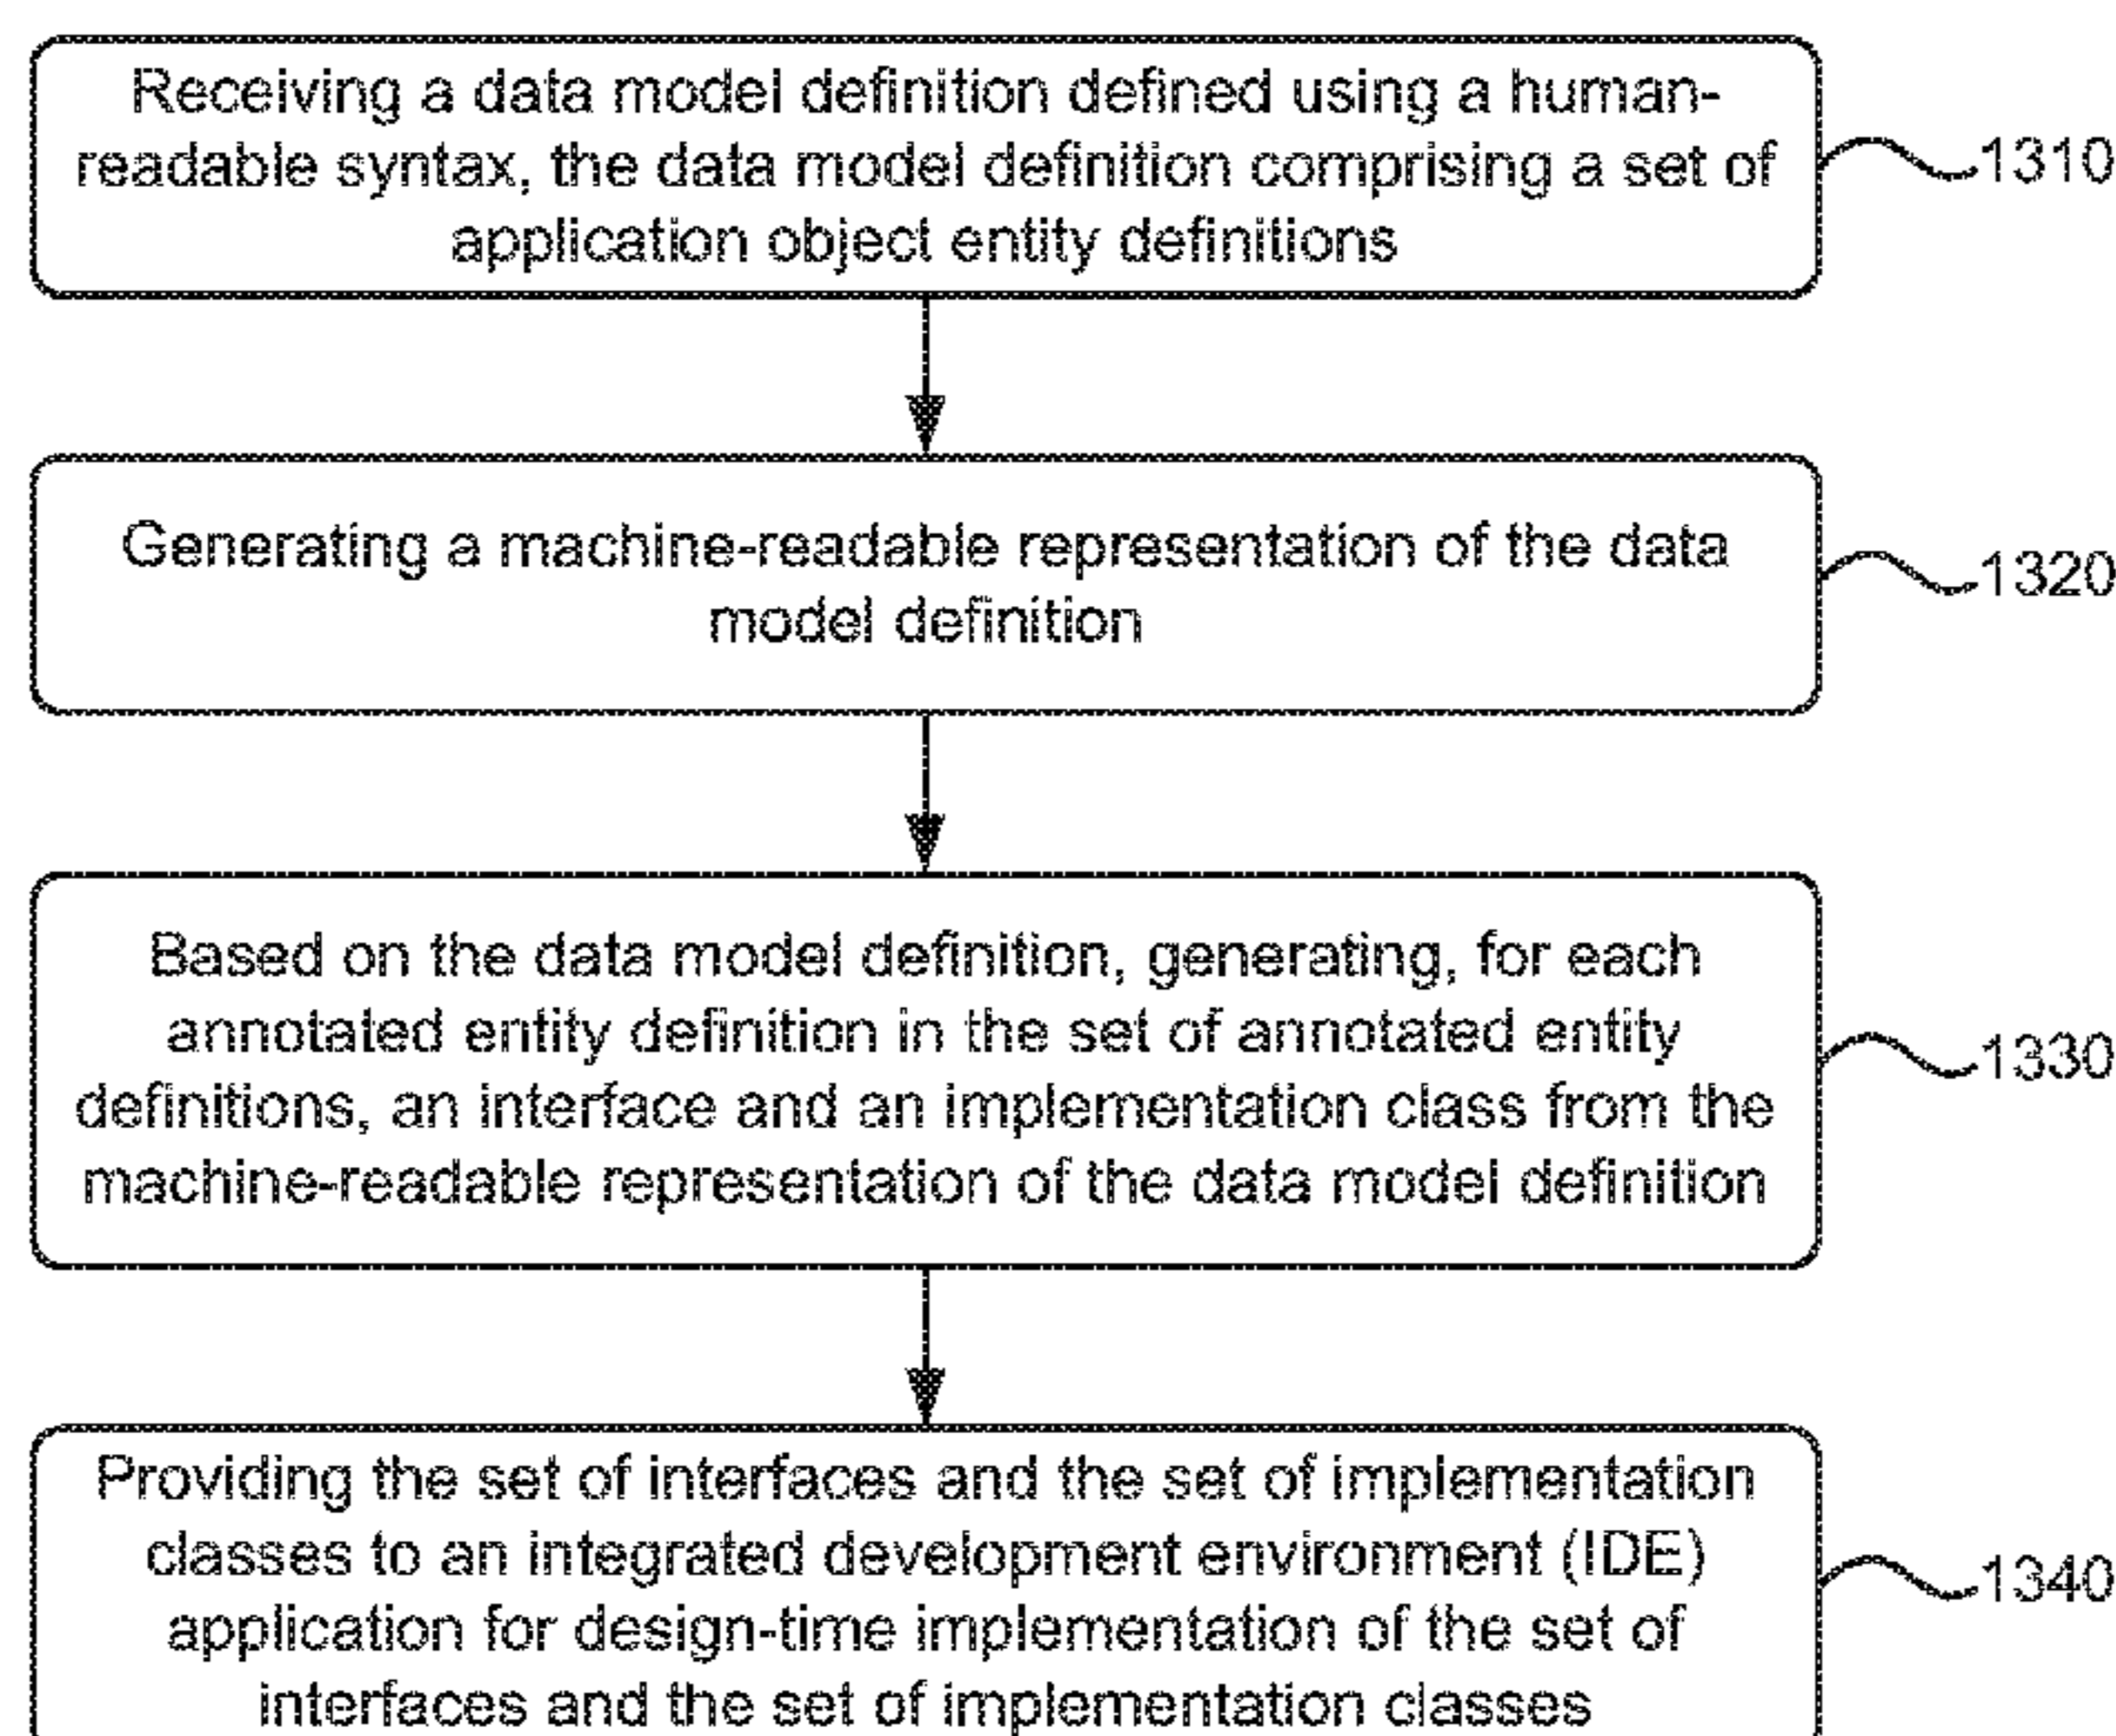 Receiving a data model definition defined using a human-
readable syntax, the data model definition comprising a set of
application object entity definitions
1310
Generating a machine-readable representation of the data
model definition
1320
Based on the data model definition, generating, for each
annotated entity definition in the set of annotated entity
definitions, an interface and an implementation class from the
machine-readable representation of the data model definition
1330
Providing the set of interfaces and the set of implementation
classes to an integrated development environment (IDE)
application for design-time implementation of the set of
interfaces and the set of implementation classes
1340